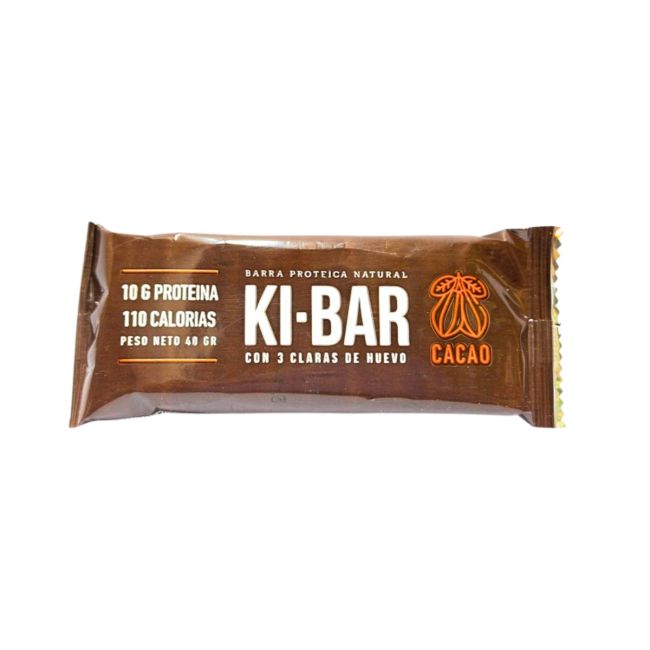 10 G PROTEINA
110 CALORIAS
PESO NETO 40 GR
BARRA PROTEICA NATURAL
KI·BAR
CON 3 CLARAS DE HUEVO
CACAO